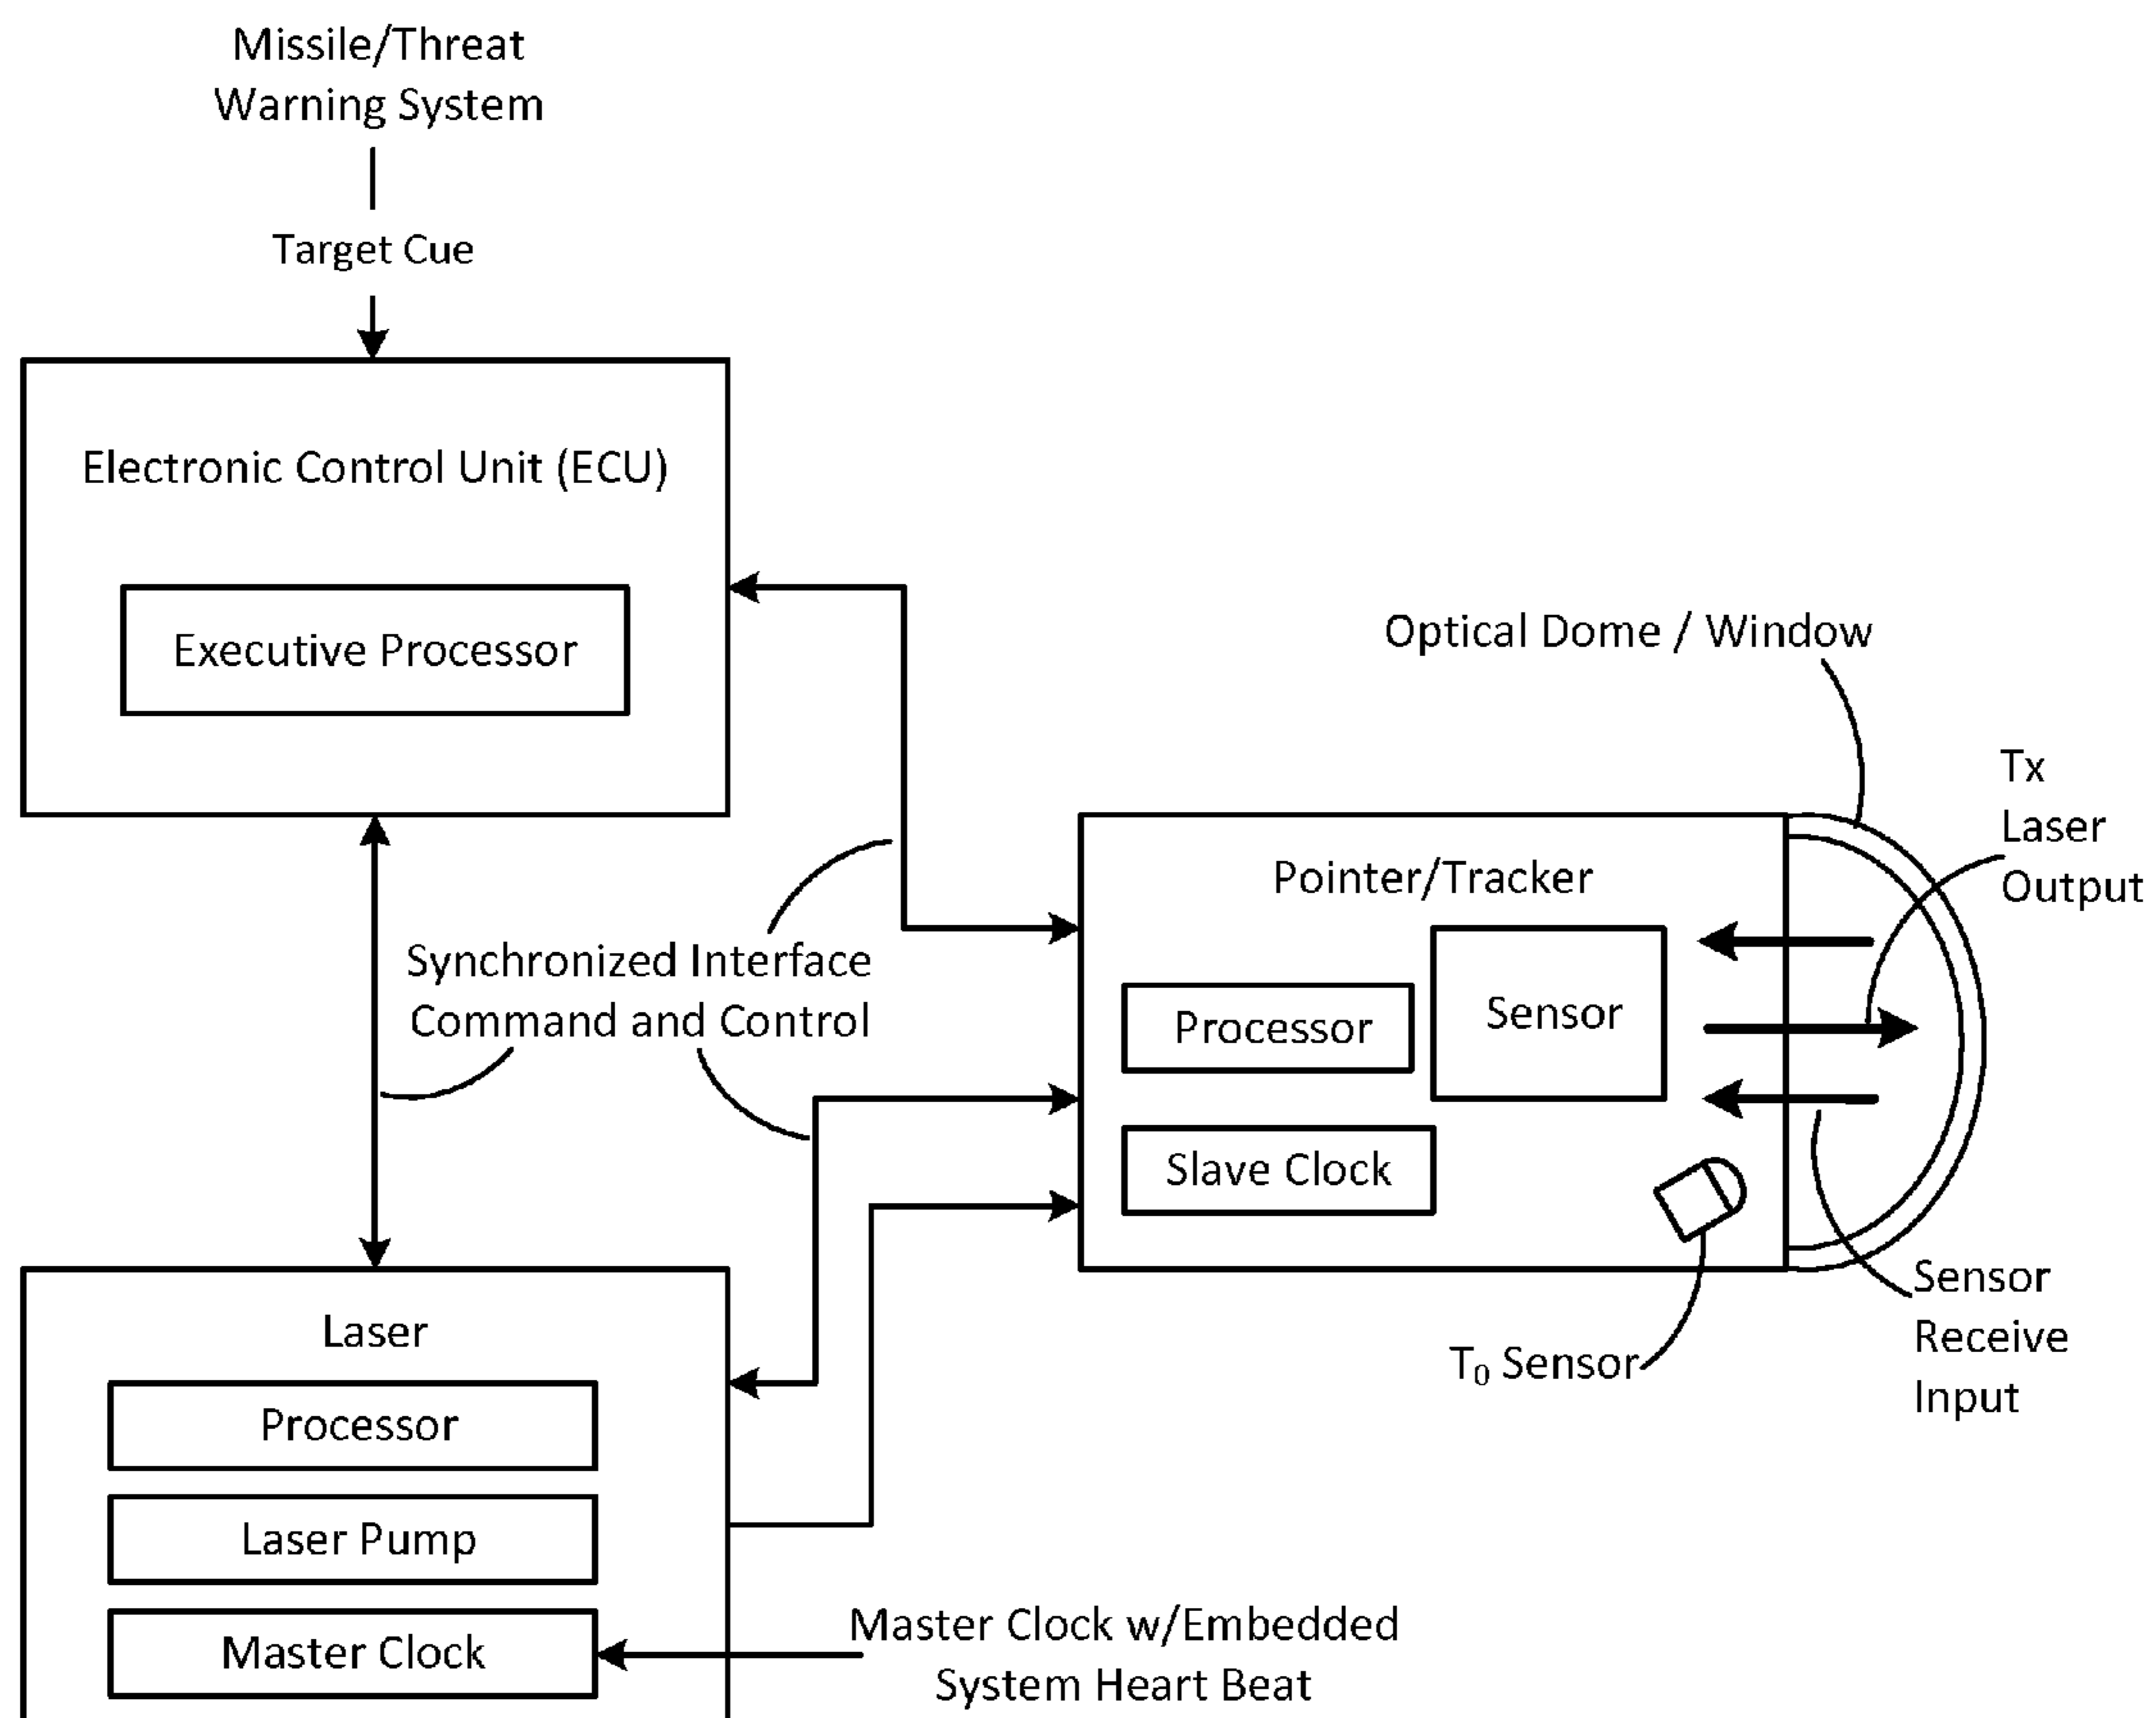 Missile/Threat
Warning System
Target Cue
Electronic Control Unit (ECU)
Executive Processor
Optical Dome / Window
Tx
Laser
Output
Pointer/Tracker
Sensor
Processor
Slave Clock
Synchronized Interface
Command and Control
T₀ Sensor
Sensor
Receive
Input
Laser
Processor
Laser Pump
Master Clock
Master Clock w/Embedded
System Heart Beat